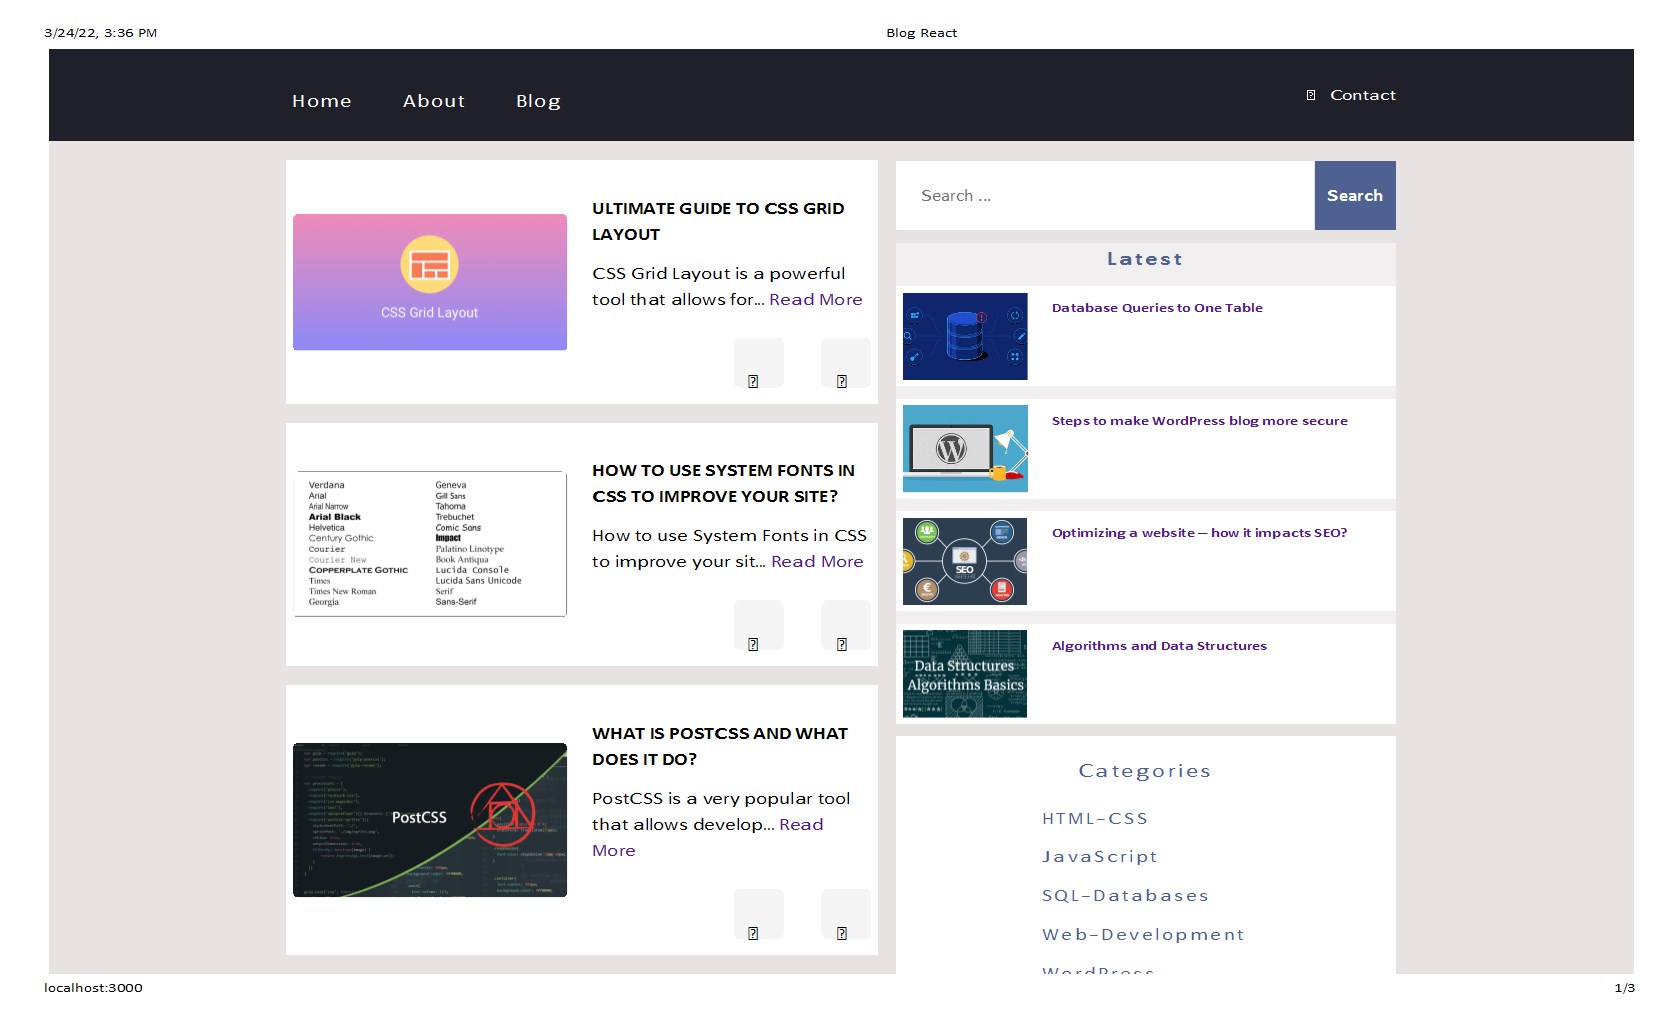 3/24/22, 3:36 PM
Blog React
Home About Blog
Contact
CSS Grid Layout
ULTIMATE GUIDE TO CSS GRID
LAYOUT
CSS Grid Layout is a powerful
tool that allows for... Read More
Verdana
Arial
Arial Narrow
Arial Black
Helvetica
Century Gothic
Courier
Courier New
COPPERPLATE GOTHIC
Times
Times New Roman
Georgia
Geneva
Gill Sans
Tahoma
Trebuchet
Comic Sans
Impact
Palatino Linotype
Book Antiqua
Lucida Console
Lucida Sans Unicode
Serif
Sans-Serif
HOW TO USE SYSTEM FONTS IN
CSS TO IMPROVE YOUR SITE?
How to use System Fonts in CSS
to improve your sit... Read More
PostCSS
WHAT IS POSTCSS AND WHAT
DOES IT DO?
PostCSS is a very popular tool
that allows develop... Read
More
Search ...
Search
Latest
Database Queries to One Table
Steps to make WordPress blog more secure
SEO
Optimizing a website – how it impacts SEO?
Data Structures
Algorithms Basics
Algorithms and Data Structures
Categories
HTML-CSS
JavaScript
SQL-Databases
Web-Development
WordPress
localhost:3000
1/3